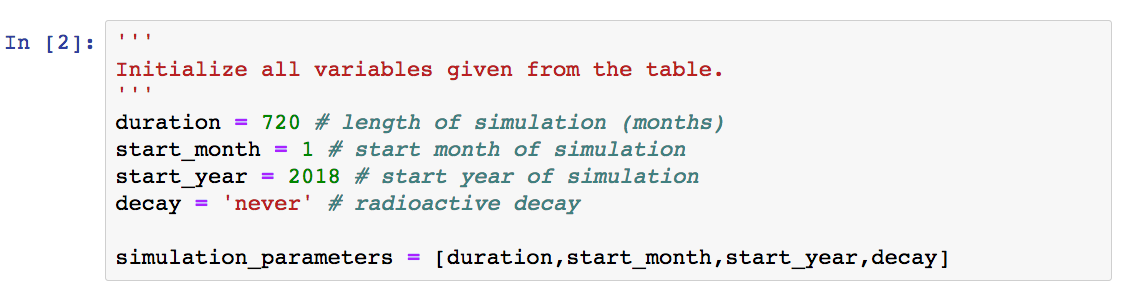 In [2]: '''
Initialize all variables given from the table.
'''
duration = 720 # length of simulation (months)
start_month = 1 # start month of simulation
start_year = 2018 # start year of simulation
decay = 'never' # radioactive decay
simulation_parameters = [duration,start_month,start_year,decay]